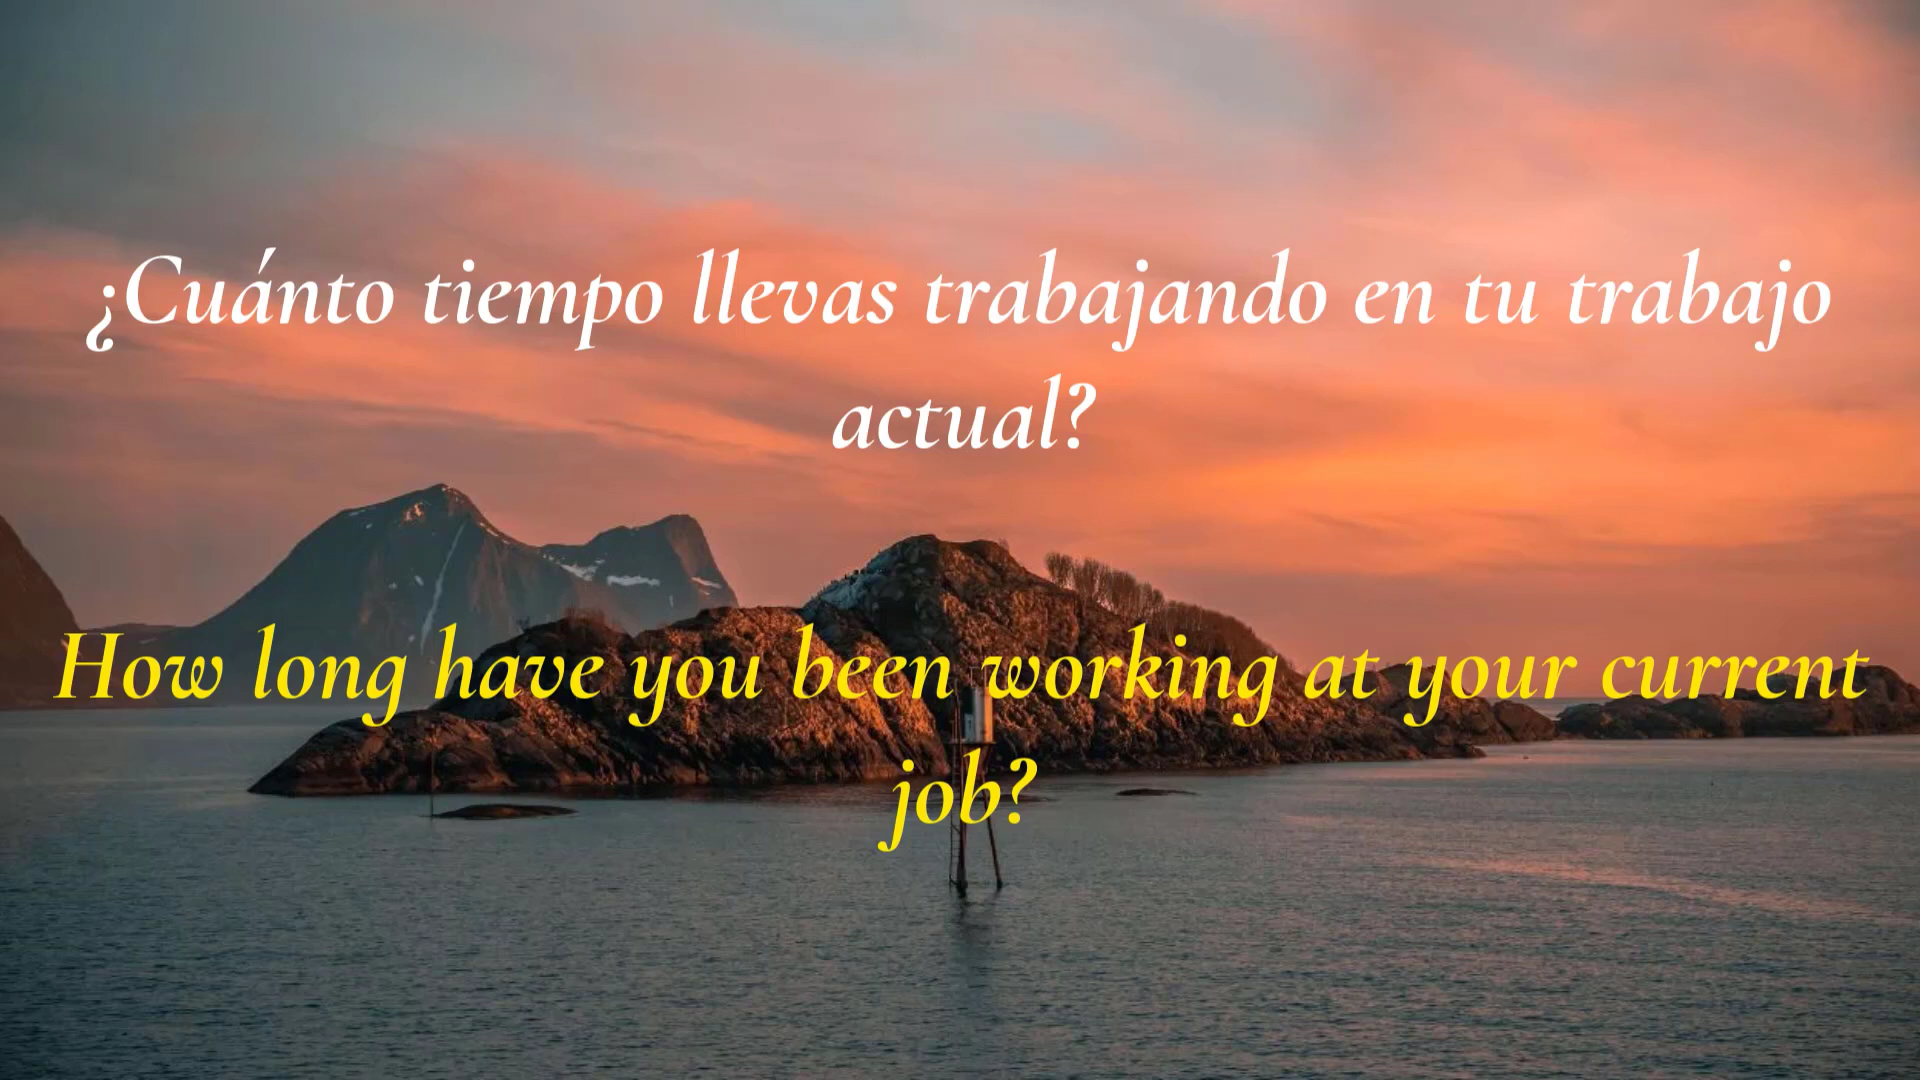 ¿Cuánto tiempo llevas trabajando en tu trabajo
actual?
How long have you been working at your current
job?